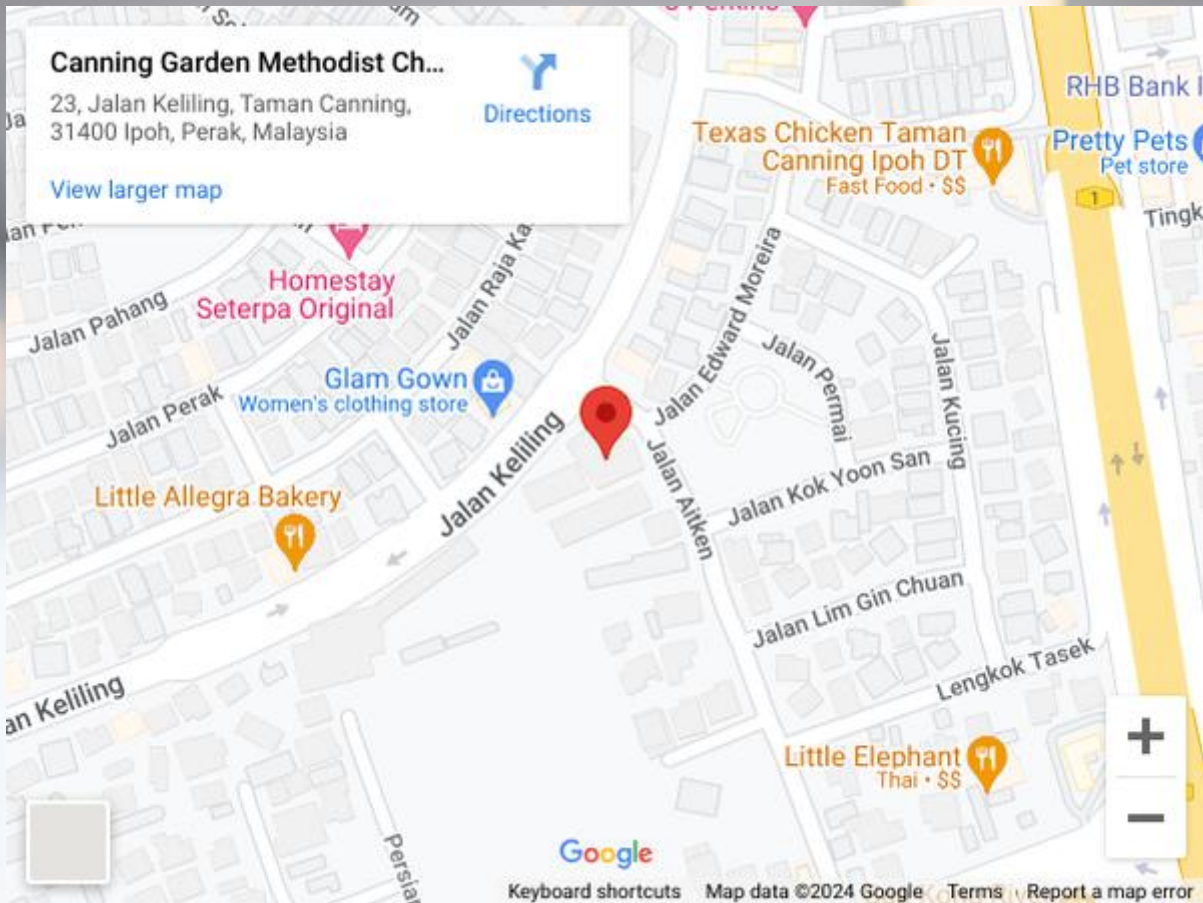 Canning Garden Methodist Ch...
23, Jalan Keliling, Taman Canning,
31400 Ipoh, Perak, Malaysia
Directions
View larger map
RHB Bank
Texas Chicken Taman
Canning Ipoh DT
Fast Food • $$
Pretty Pets
Pet store
1
Homestay
Seterpa Original
Jalan Pahang
Jalan Raja
Jalan Edward Moreira
Jalan Permai
Jalan Kucing
Glam Gown
Women's clothing store
Jalan Perak
Jalan Keliling
Jalan Aitken
Jalan Kok Yoon San
Little Allegra Bakery
Jalan Lim Gin Chuan
Lengkok Tasek
Keliling
Little Elephant
Thai • $$
+
−
Google
Keyboard shortcuts
Map data ©2024 Google
Terms
Report a map error